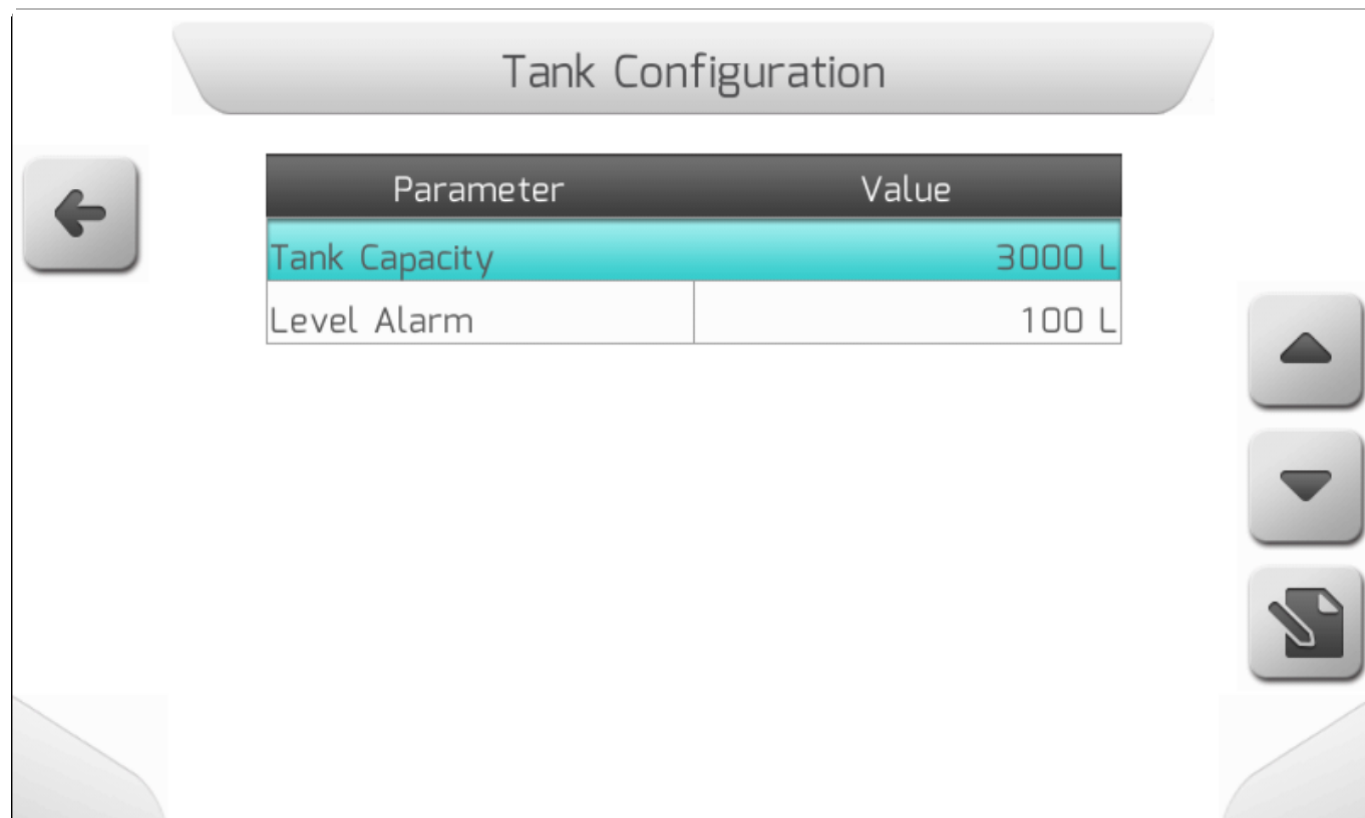 Tank Configuration
Parameter Value
Tank Capacity 3000 L
Level Alarm 100 L